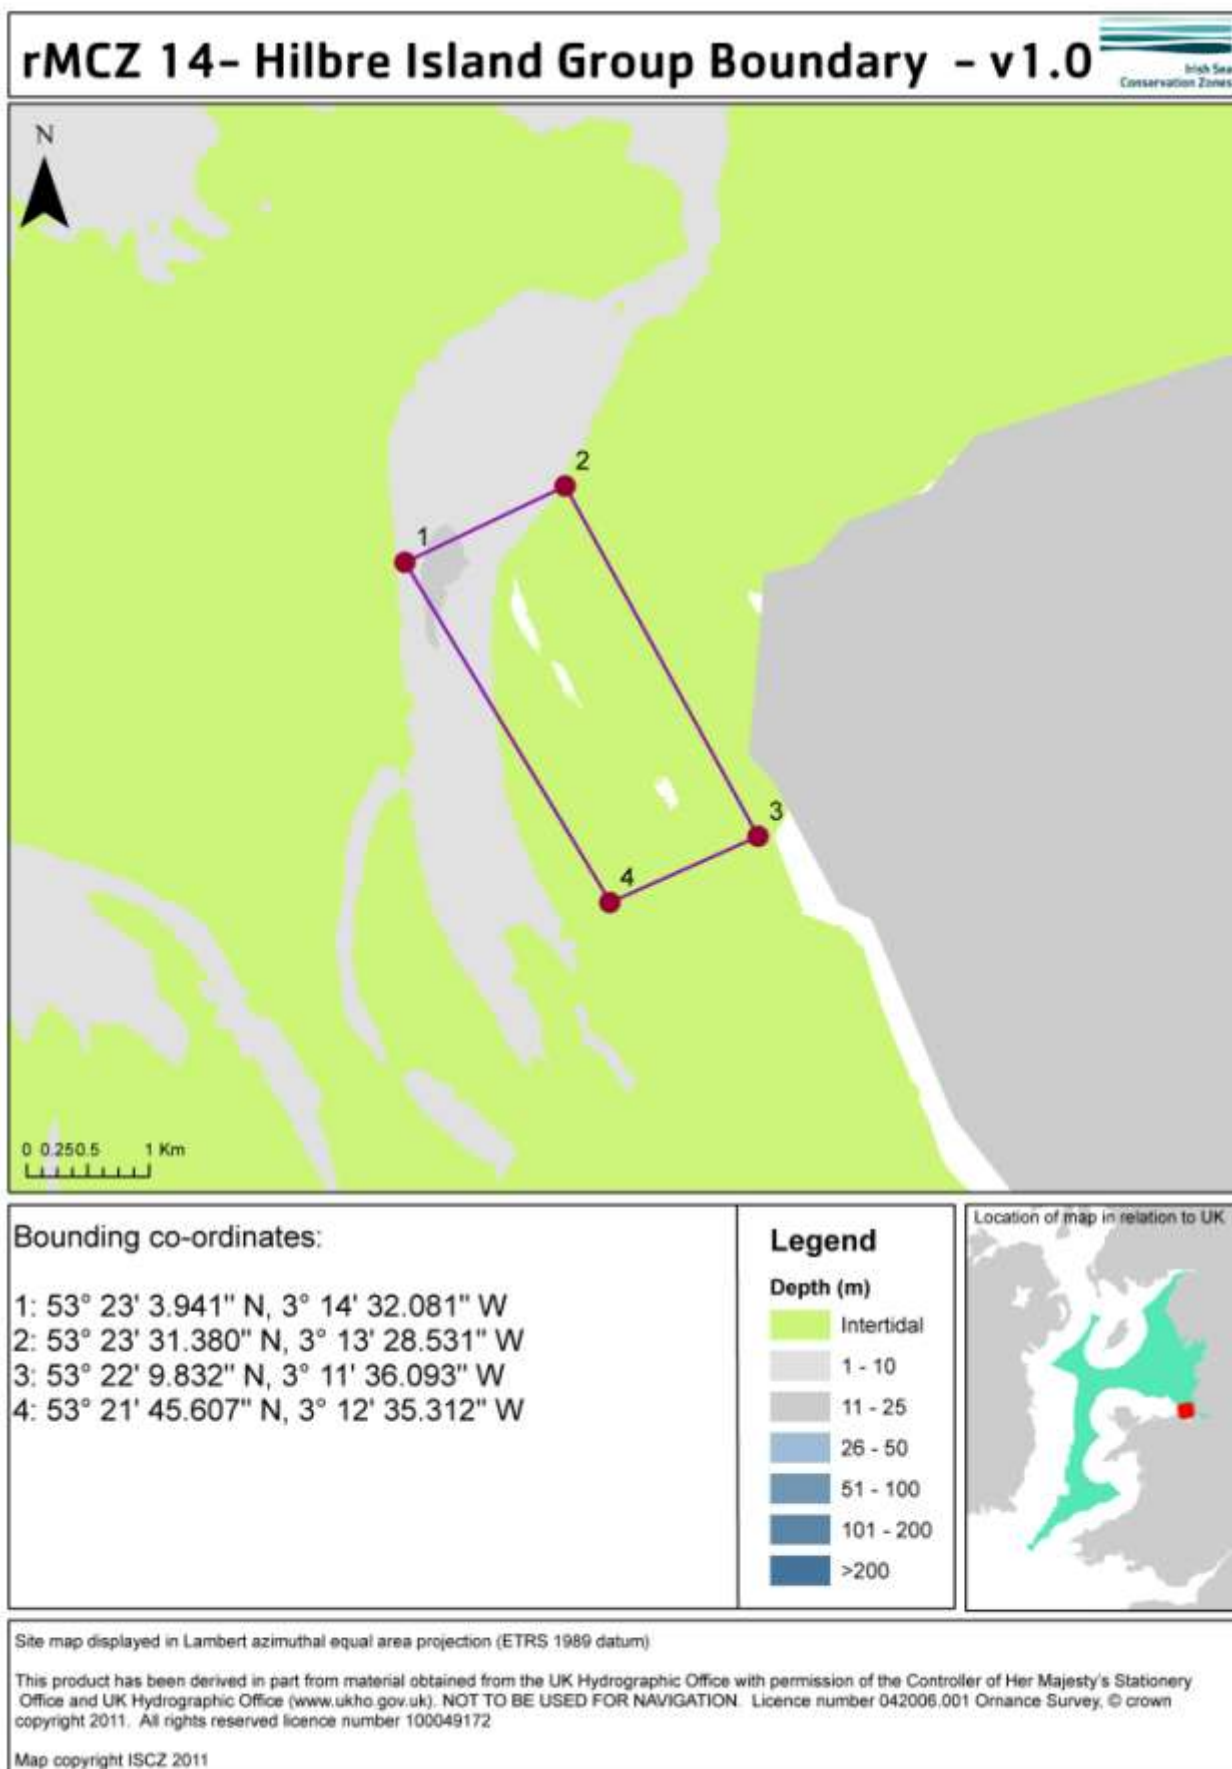 rMCZ 14- Hilbre Island Group Boundary - v1.0
Irish Sea
Conservation Zones
N
2
1
3
4
0 0.250.5 1 Km
Bounding co-ordinates:
1: 53° 23' 3.941" N, 3° 14' 32.081" W
2: 53° 23' 31.380" N, 3° 13' 28.531" W
3: 53° 22' 9.832" N, 3° 11' 36.093" W
4: 53° 21' 45.607" N, 3° 12' 35.312" W
Legend
Depth (m)
Intertidal
1 - 10
11 - 25
26 - 50
51 - 100
101 - 200
>200
Location of map in relation to UK
Site map displayed in Lambert azimuthal equal area projection (ETRS 1989 datum)
This product has been derived in part from material obtained from the UK Hydrographic Office with permission of the Controller of Her Majesty's Stationery
Office and UK Hydrographic Office (www.ukho.gov.uk). NOT TO BE USED FOR NAVIGATION. Licence number 042006.001 Ornance Survey, © crown
copyright 2011. All rights reserved licence number 100049172
Map copyright ISCZ 2011